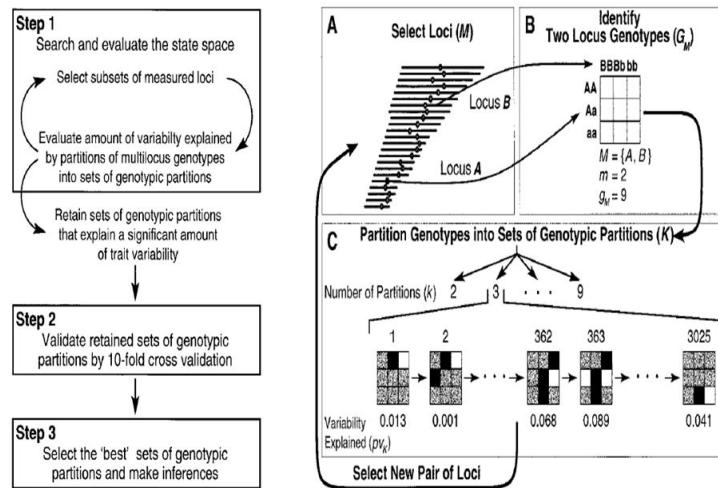 Step 1
Search and evaluate the state space
Select subsets of measured loci
Evaluate amount of variabilty explained
by partitions of multilocus genotypes
into sets of genotypic partitions
Retain sets of genotypic partitions
that explain a significant amount
of trait variability
Step 2
Validate retained sets of genotypic
partitions by 10-fold cross validation
Step 3
Select the 'best' sets of genotypic
partitions and make inferences
A
Select Loci (M)
Locus B
Locus A
B
Identify
Two Locus Genotypes (G_M)
BB Bb bb
AA
Aa
aa
M = {A, B}
m = 2
g_M = 9
C
Partition Genotypes into Sets of Genotypic Partitions (K)
Number of Partitions (k) 2 3 · · · · 9
1 2 362 363 3025
· · · · · ·
Variability 0.013 0.001 0.068 0.089 0.041
Explained (pv_K)
Select New Pair of Loci